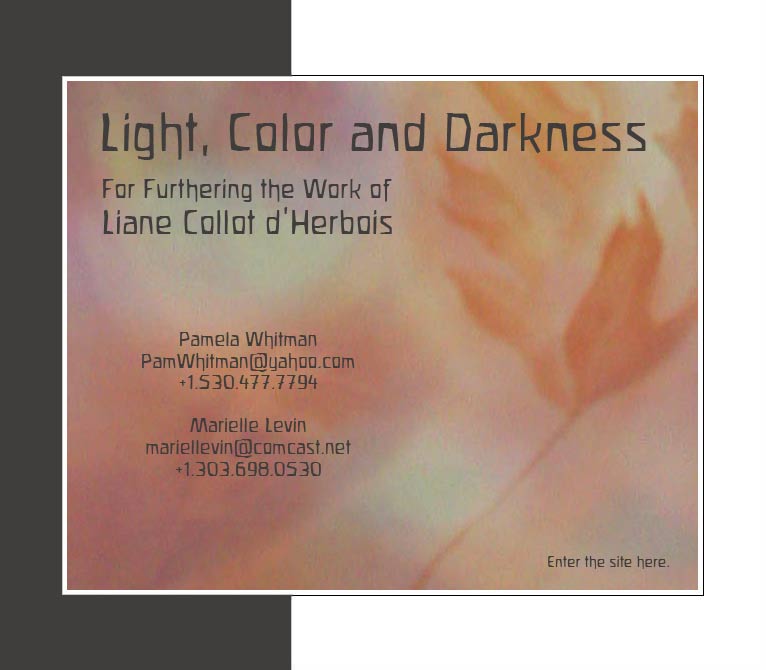 Light, Color and Darkness
For Furthering the Work of
Liane Collot d'Herbois
Pamela Whitman
PamWhitman@yahoo.com
+1.530.477.7794
Marielle Levin
mariellevin@comcast.net
+1.303.698.0530
Enter the site here.